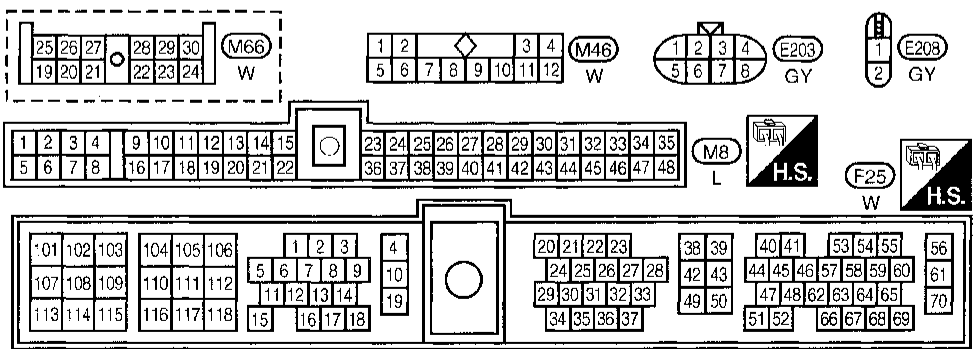 25 26 27 28 29 30 M66
19 20 21 22 23 24 W
1 2 3 4 M46
5 6 7 8 9 10 11 12 W
1 2 3 4 E203
5 6 7 8 GY
1 E208
2 GY
1 2 3 4 9 10 11 12 13 14 15 23 24 25 26 27 28 29 30 31 32 33 34 35 M8
5 6 7 8 16 17 18 19 20 21 22 36 37 38 39 40 41 42 43 44 45 46 47 48 L
H.S.
F25
W
H.S.
101 102 103 104 105 106 1 2 3 4 20 21 22 23 38 39 40 41 53 54 55 56
107 108 109 110 111 112 5 6 7 8 9 10 24 25 26 27 28 42 43 44 45 46 57 58 59 60 61
11 12 13 14 29 30 31 32 33 47 48 62 63 64 65
113 114 115 116 117 118 15 16 17 18 19 34 35 36 37 49 50 51 52 66 67 68 69 70